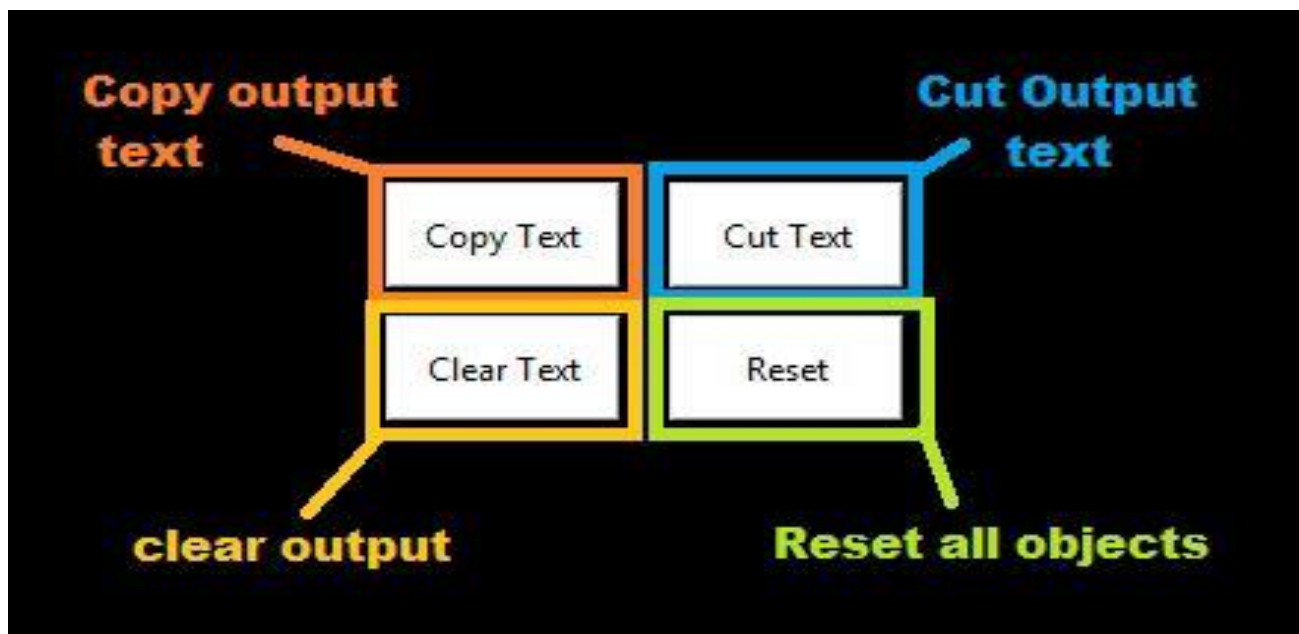 Copy output
text
Cut Output
text
Copy Text
Cut Text
Clear Text
Reset
clear output
Reset all objects